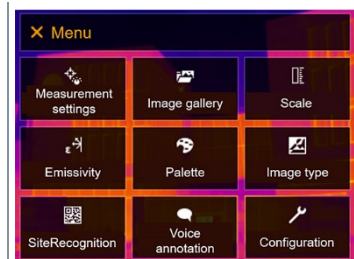 Menu
Measurement
settings
Image gallery
Scale
Emissivity
Palette
Image type
SiteRecognition
Voice
annotation
Configuration